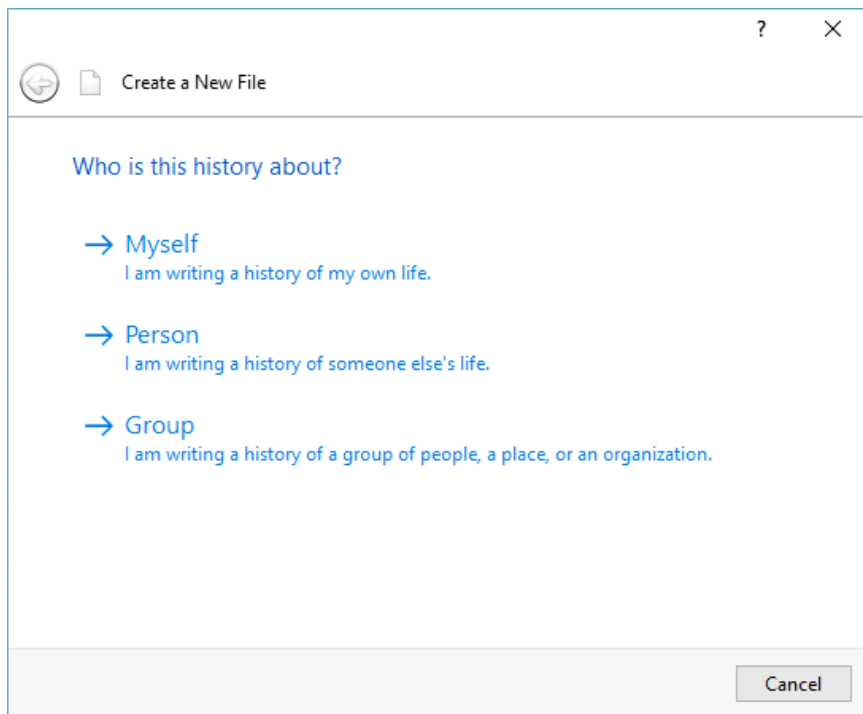 ?
Create a New File
Who is this history about?
Myself
I am writing a history of my own life.
Person
I am writing a history of someone else's life.
Group
I am writing a history of a group of people, a place, or an organization.
Cancel